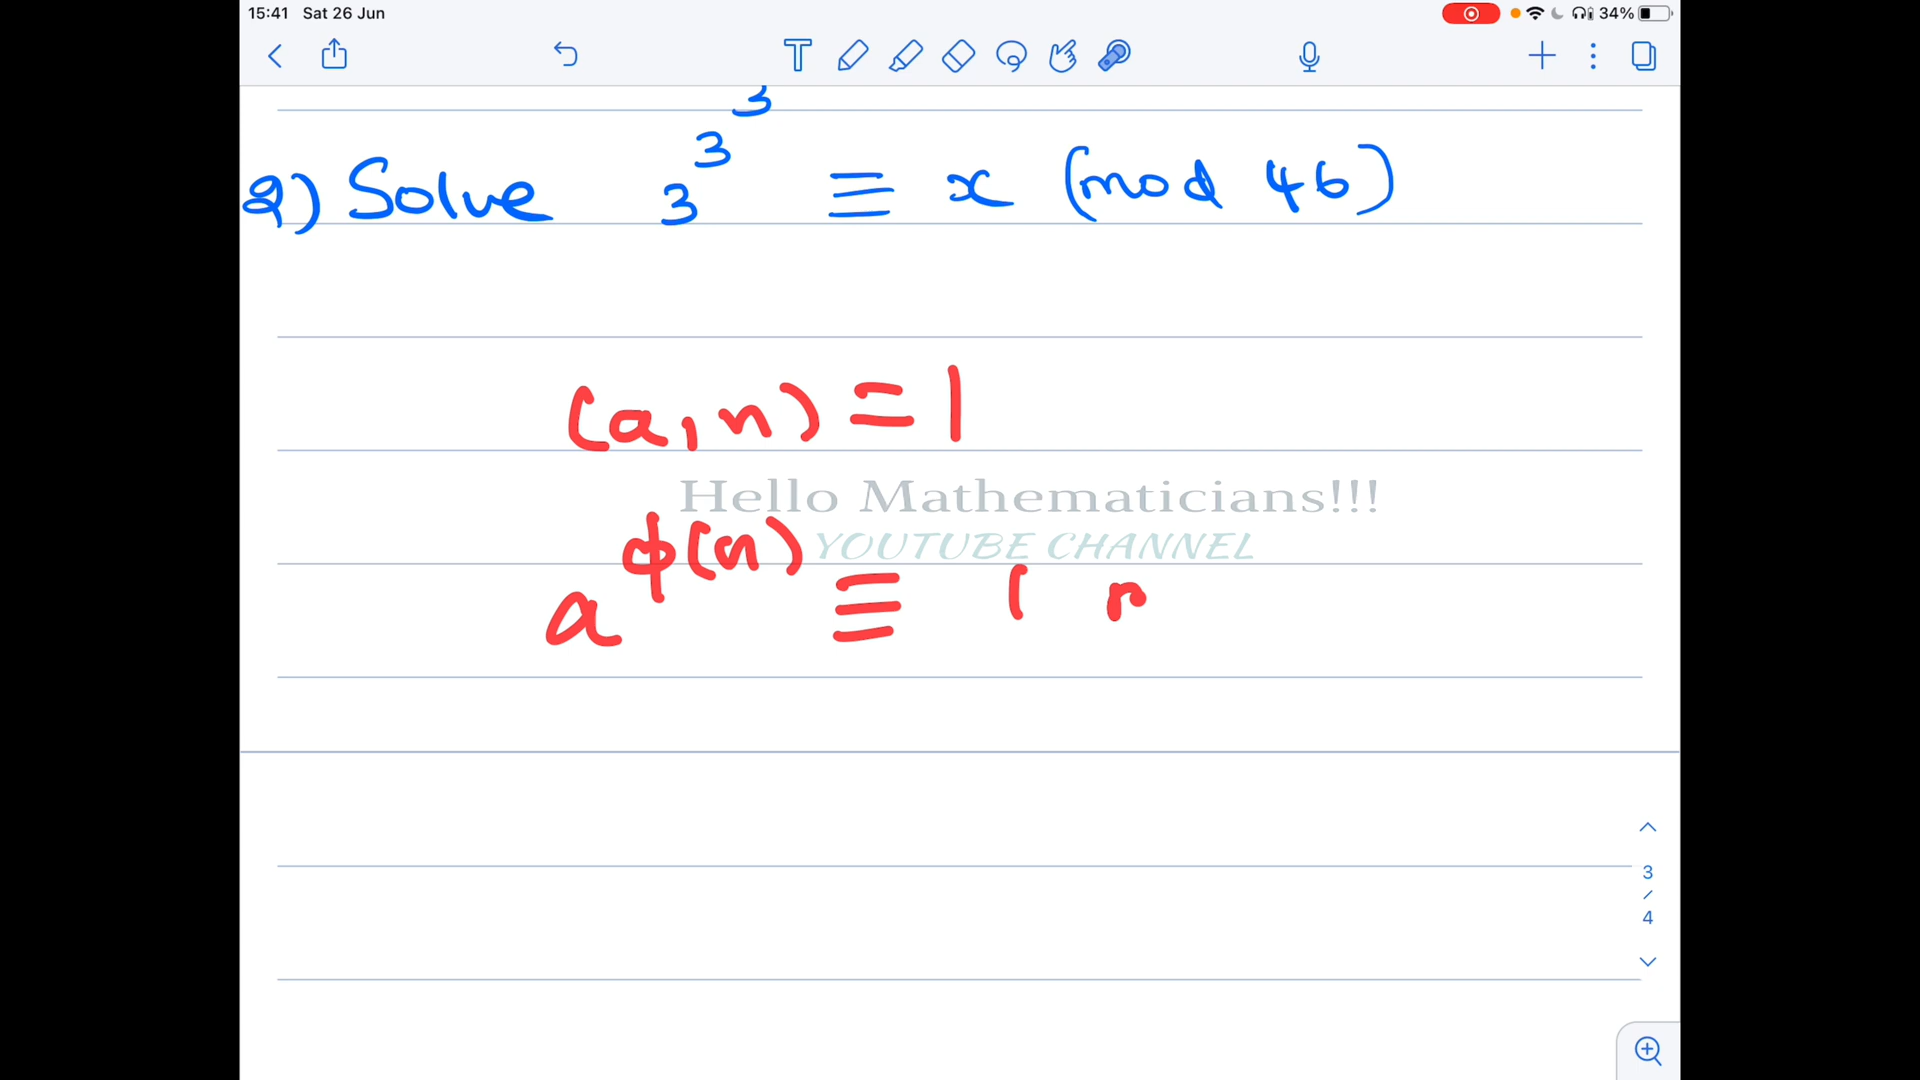 15:41 Sat 26 Jun 34%
2) Solve 3^3^3 ≡ x (mod 46)
(a, n) = 1
Hello Mathematicians!!!
YOUTUBE CHANNEL
a^ϕ(n) ≡ 1
3
/
4